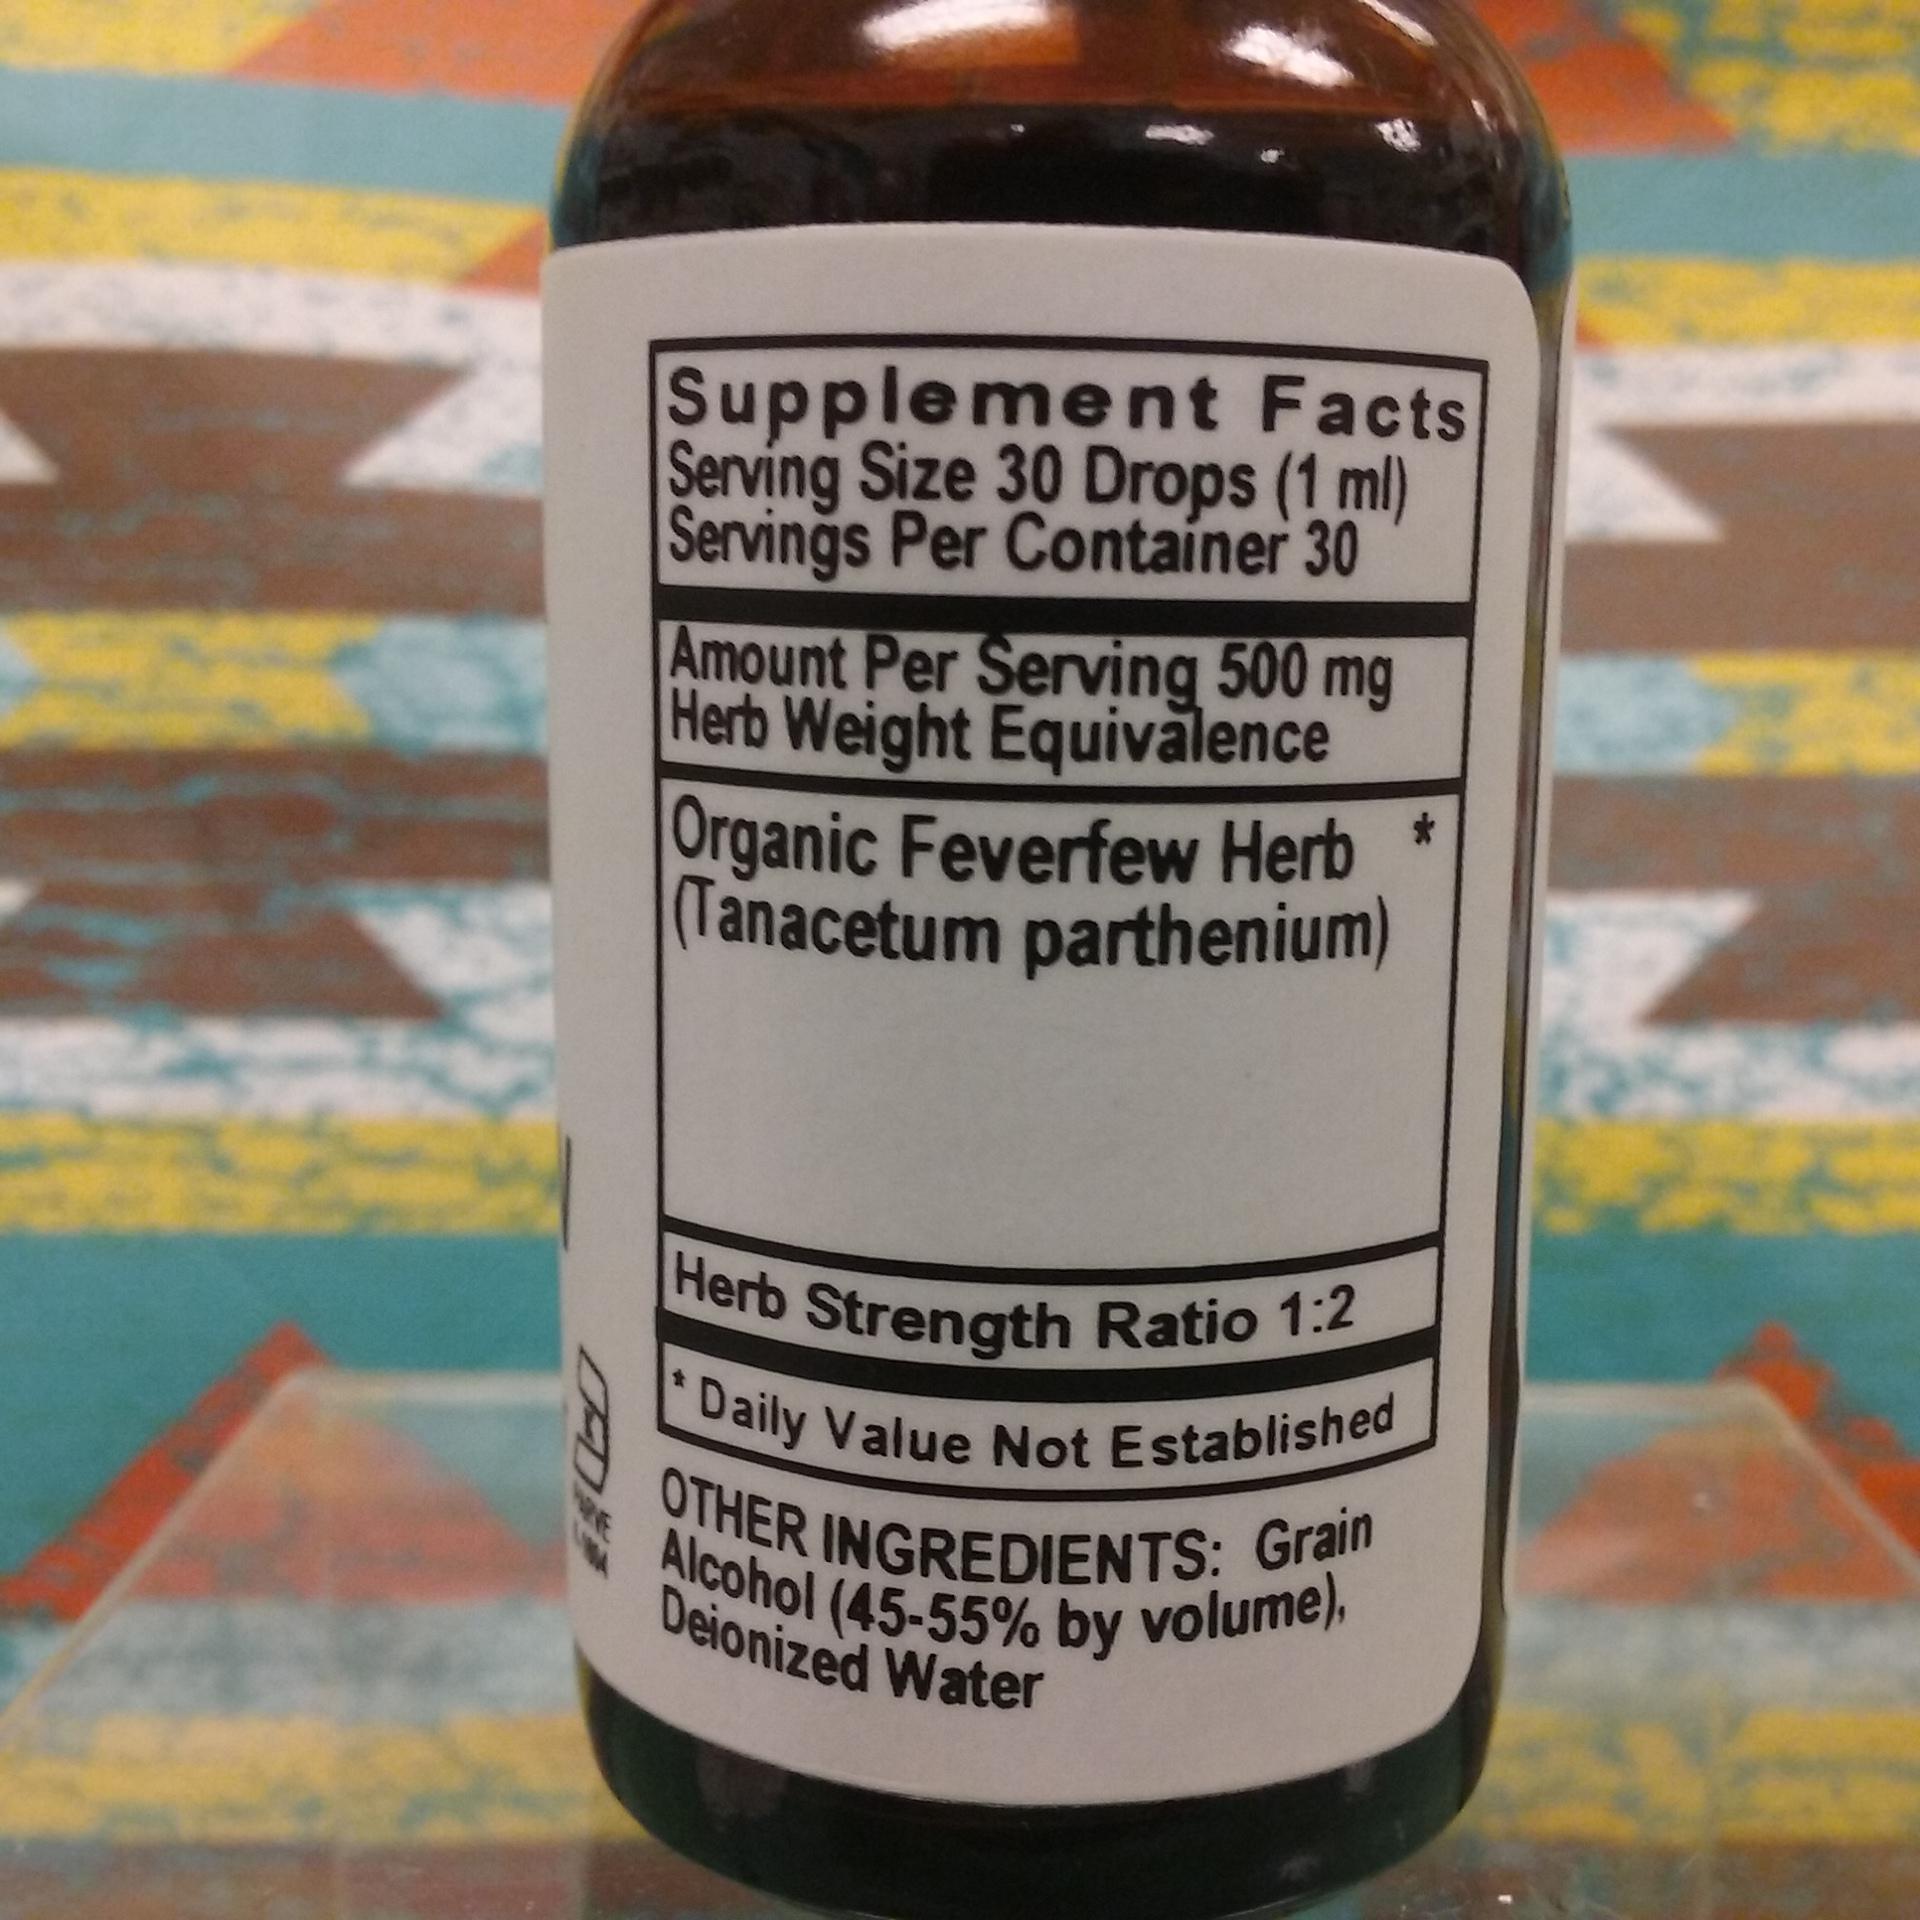 Supplement Facts
Serving Size 30 Drops (1 ml)
Servings Per Container 30
Amount Per Serving 500 mg
Herb Weight Equivalence
Organic Feverfew Herb *
(Tanacetum parthenium)
Herb Strength Ratio 1:2
* Daily Value Not Established
OTHER INGREDIENTS: Grain
Alcohol (45-55% by volume),
Deionized Water